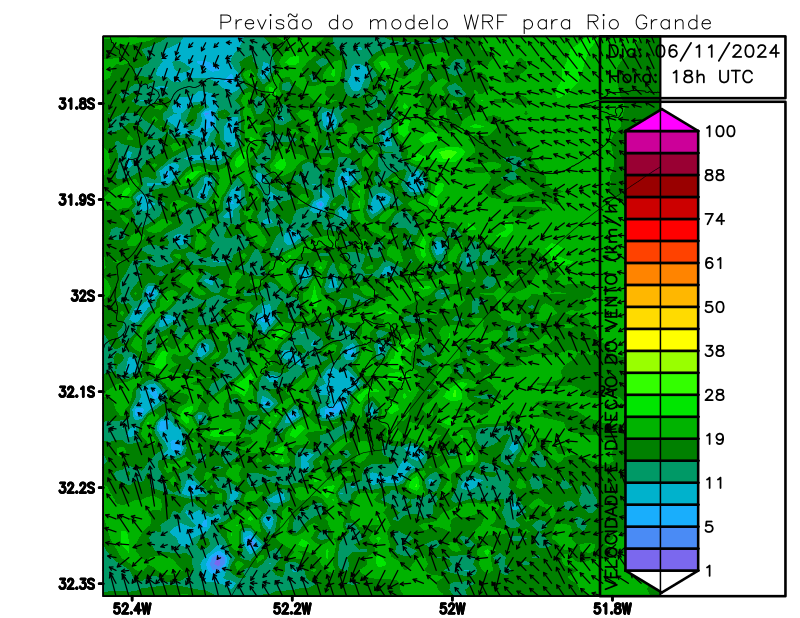 Previsão do modelo WRF para Rio Grande
Dia: 06/11/2024
Hora: 18h UTC
31.8S
31.9S
32S
32.1S
32.2S
32.3S
52.4W
52.2W
52W
51.8W
VELOCIDADE E DIREÇÃO DO VENTO (km/h)
100
88
74
61
50
38
28
19
11
5
1